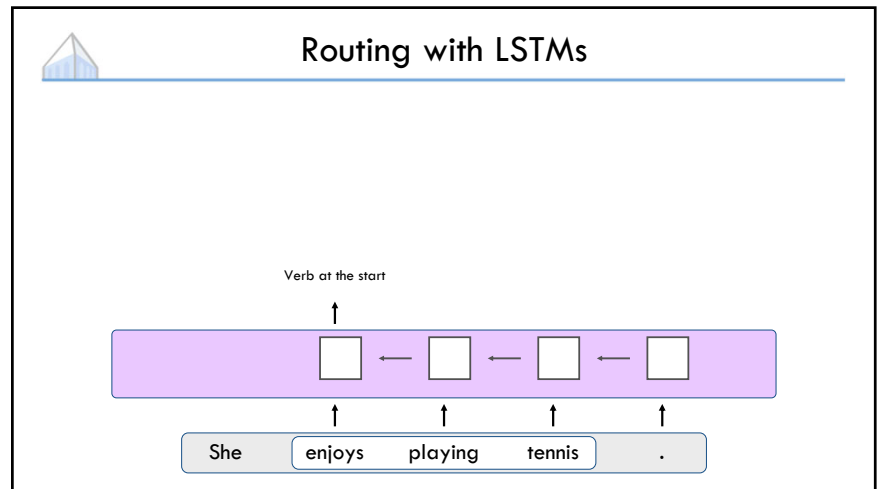 Routing with LSTMs
Verb at the start
She enjoys playing tennis .